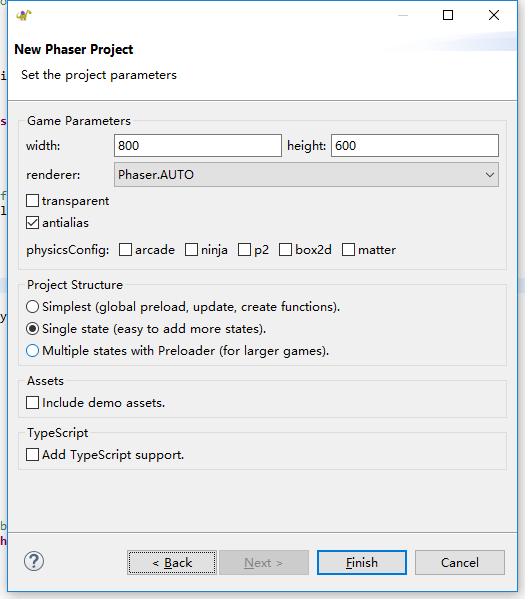 New Phaser Project
Set the project parameters
Game Parameters
width: 800 height: 600
renderer: Phaser.AUTO
transparent
antialias
physicsConfig: arcade ninja p2 box2d matter
Project Structure
Simplest (global preload, update, create functions).
Single state (easy to add more states).
Multiple states with Preloader (for larger games).
Assets
Include demo assets.
TypeScript
Add TypeScript support.
? < Back Next > Finish Cancel